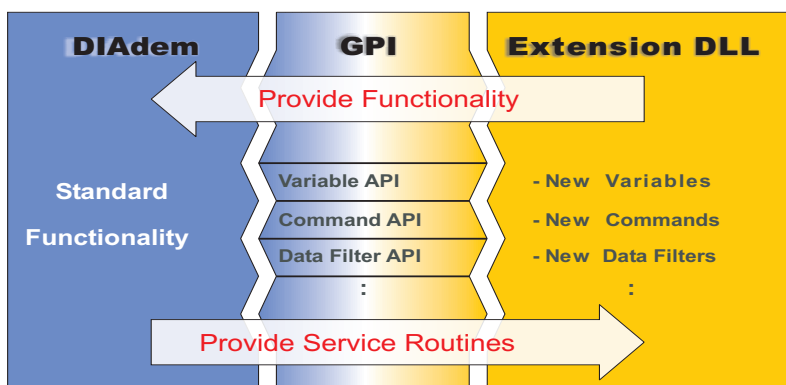 DIAdem GPI Extension DLL
Provide Functionality
Standard
Functionality
Variable API
Command API
Data Filter API
:
- New Variables
- New Commands
- New Data Filters
:
Provide Service Routines